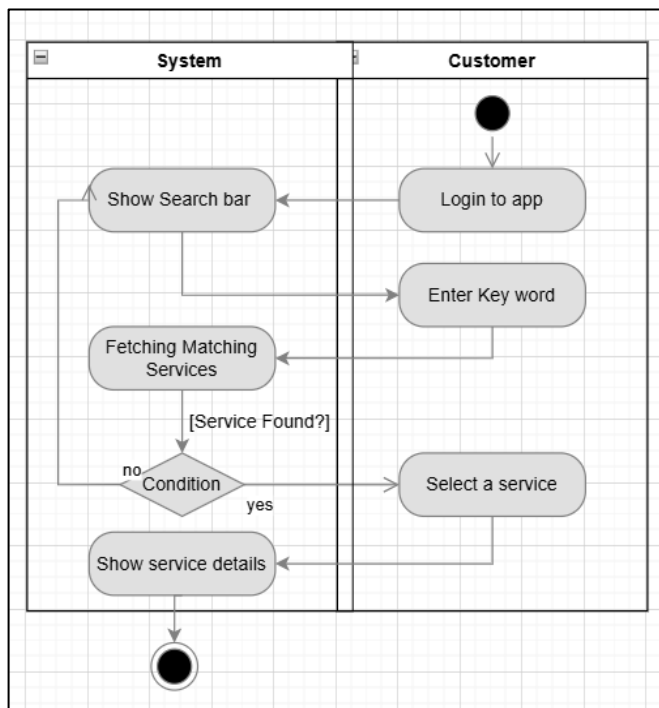 System
Customer
Show Search bar
Login to app
Enter Key word
Fetching Matching
Services
[Service Found?]
no
Condition
yes
Select a service
Show service details